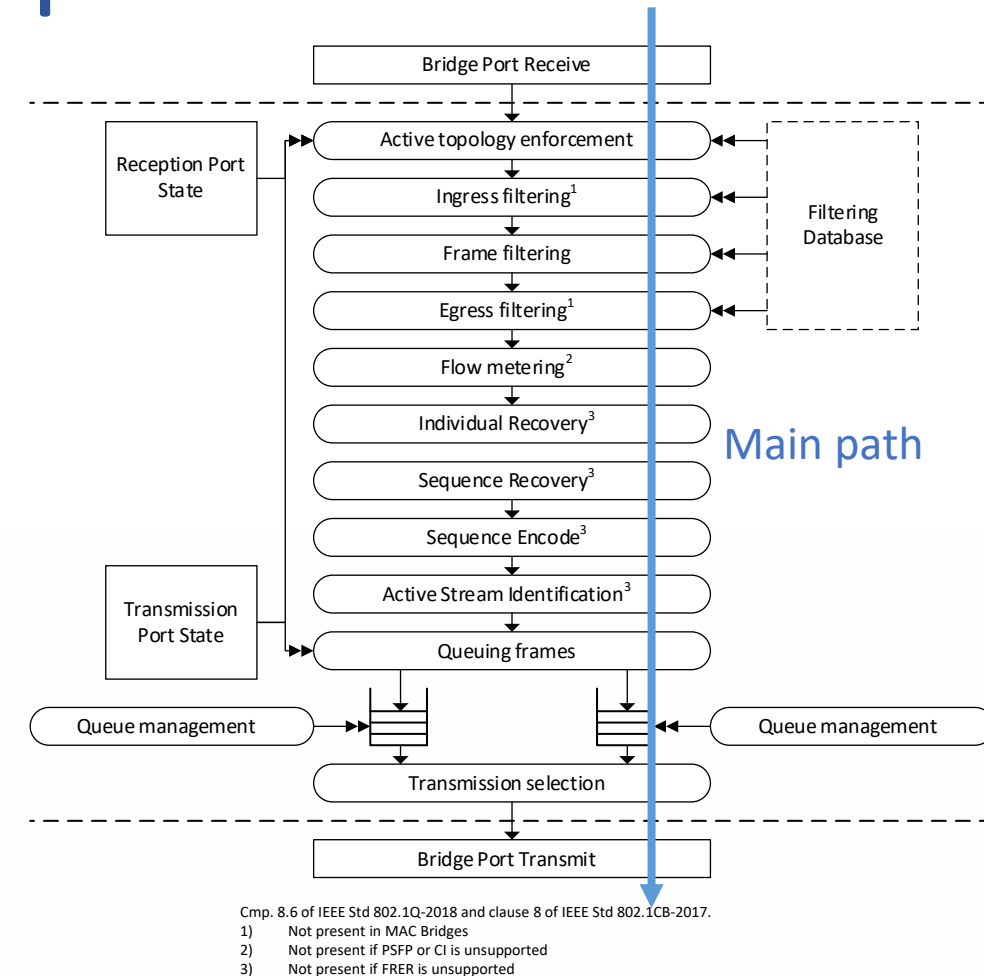 Bridge Port Receive
Active topology enforcement
Reception Port
State
Ingress filtering1
Filtering
Database
Frame filtering
Egress filtering1
Flow metering2
Individual Recovery3
Main path
Sequence Recovery3
Sequence Encode3
Active Stream Identification3
Transmission
Port State
Queuing frames
Queue management
Queue management
Transmission selection
Bridge Port Transmit
Cmp. 8.6 of IEEE Std 802.1Q-2018 and clause 8 of IEEE Std 802.1CB-2017.
1) Not present in MAC Bridges
2) Not present if PSFP or CI is unsupported
3) Not present if FRER is unsupported